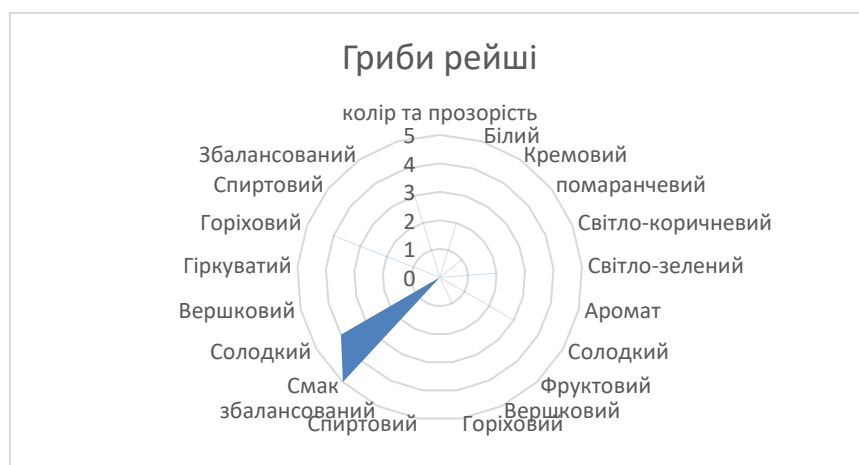 Гриби рейші
колір та прозорість
Білий
Кремовий
помаранчевий
Світло-коричневий
Світло-зелений
Аромат
Солодкий
Фруктовий
Вершковий
Горіховий
Спиртовий
збалансований
Смак
Солодкий
Вершковий
Гіркуватий
Горіховий
Спиртовий
Збалансований
5
4
3
2
1
0